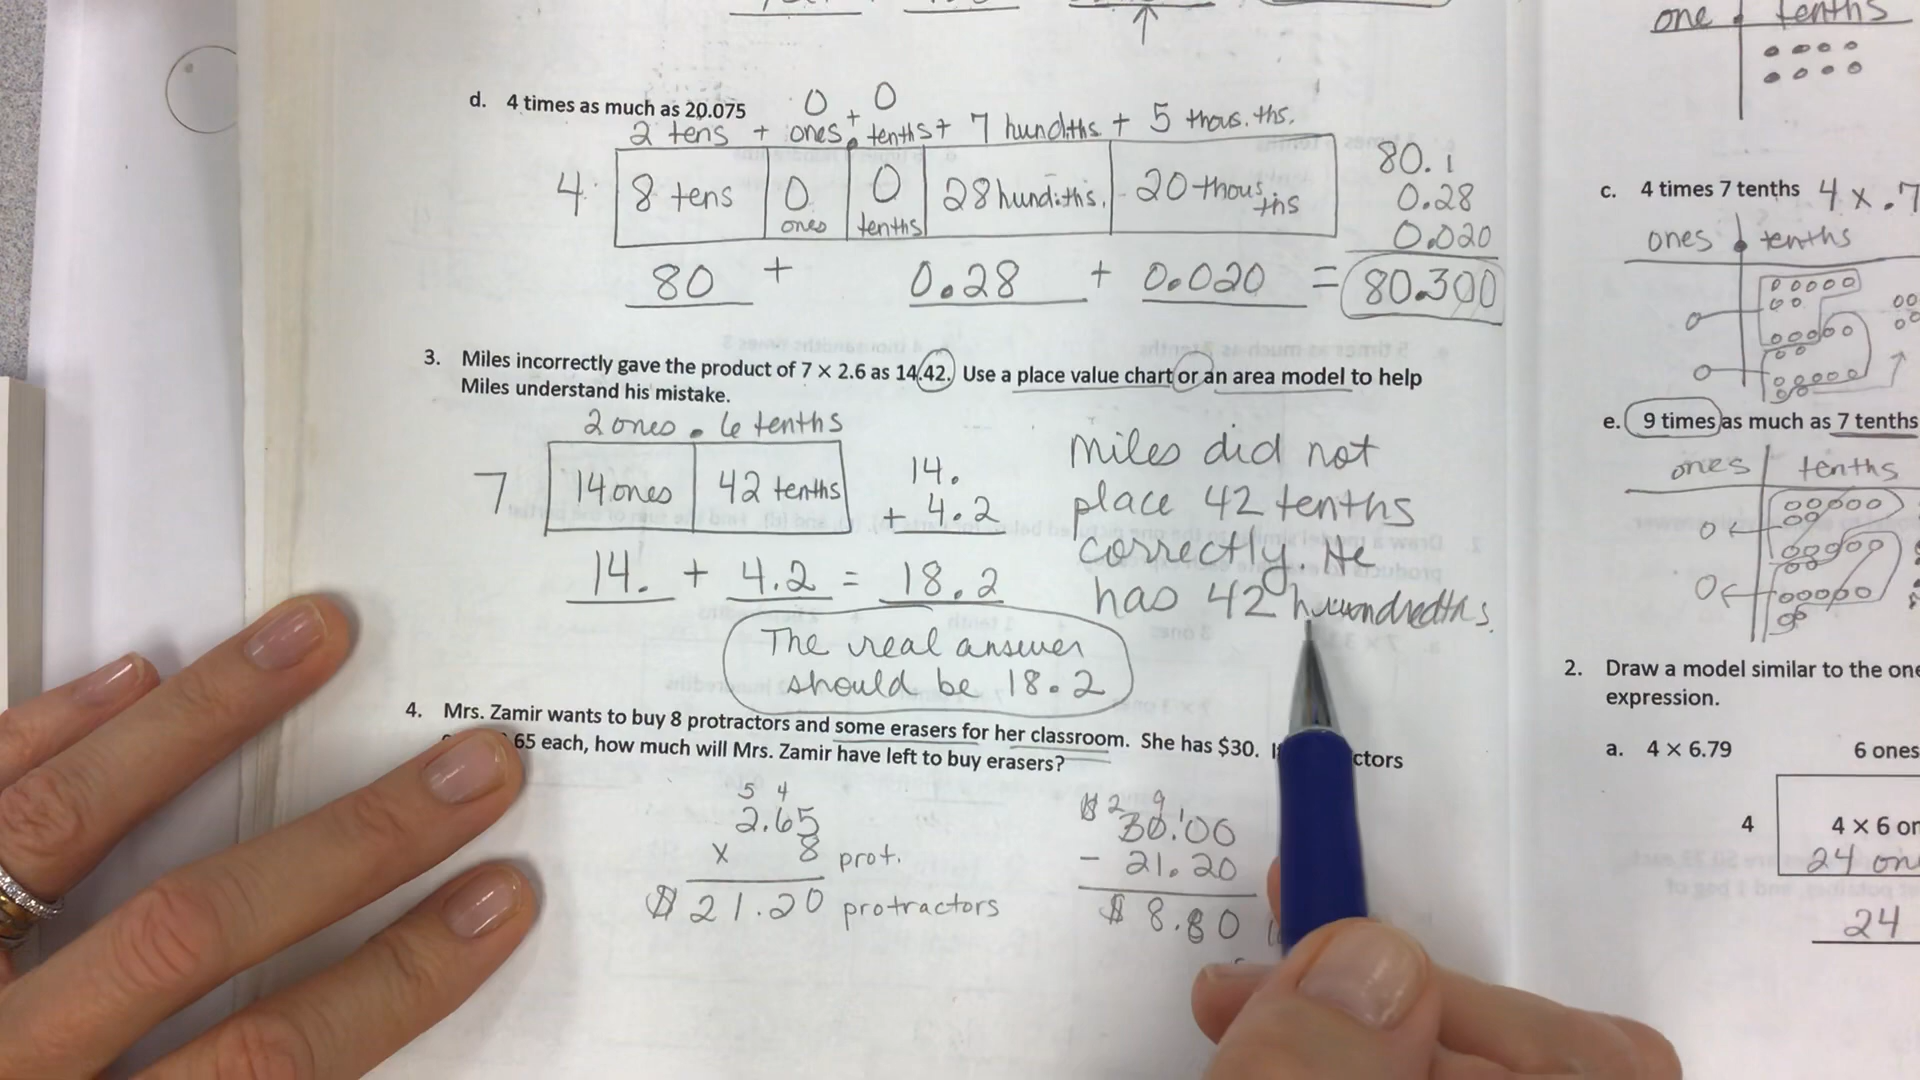 d. 4 times as much as 20.075
0 + 0
2 tens + ones . tenths + 7 hundths + 5 thous. ths.
4 8 tens 0 ones 0 tenths 28 hundths. 20 thous ths
80.
0.28
0.020
80 + 0.28 + 0.020 = 80.300
3. Miles incorrectly gave the product of 7 × 2.6 as 14.42. Use a place value chart or an area model to help
Miles understand his mistake.
2 ones . 6 tenths
7 14 ones 42 tenths
14.
+ 4.2
14. + 4.2 = 18.2
Miles did not
place 42 tenths
correctly. He
has 42 hundredths.
The real answer
should be 18.2
4. Mrs. Zamir wants to buy 8 protractors and some erasers for her classroom. She has $30.
65 each, how much will Mrs. Zamir have left to buy erasers?
5 4
2.65
x 8 prot.
$ 21.20 protractors
$ 2 9 1
30.00
- 21.20
$ 8.80
one . tenths
c. 4 times 7 tenths 4 x .7
ones . tenths
e. 9 times as much as 7 tenths
ones tenths
2. Draw a model similar to the one
expression.
a. 4 × 6.79 6 ones
4 4 × 6
24
24